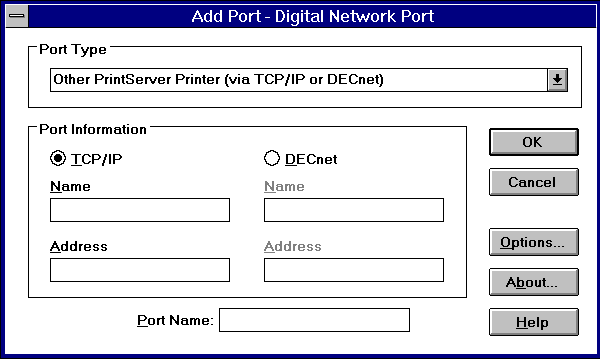 Add Port - Digital Network Port
Port Type
Other PrintServer Printer (via TCP/IP or DECnet)
Port Information
TCP/IP
DECnet
Name
Name
Address
Address
Port Name:
OK
Cancel
Options...
About...
Help